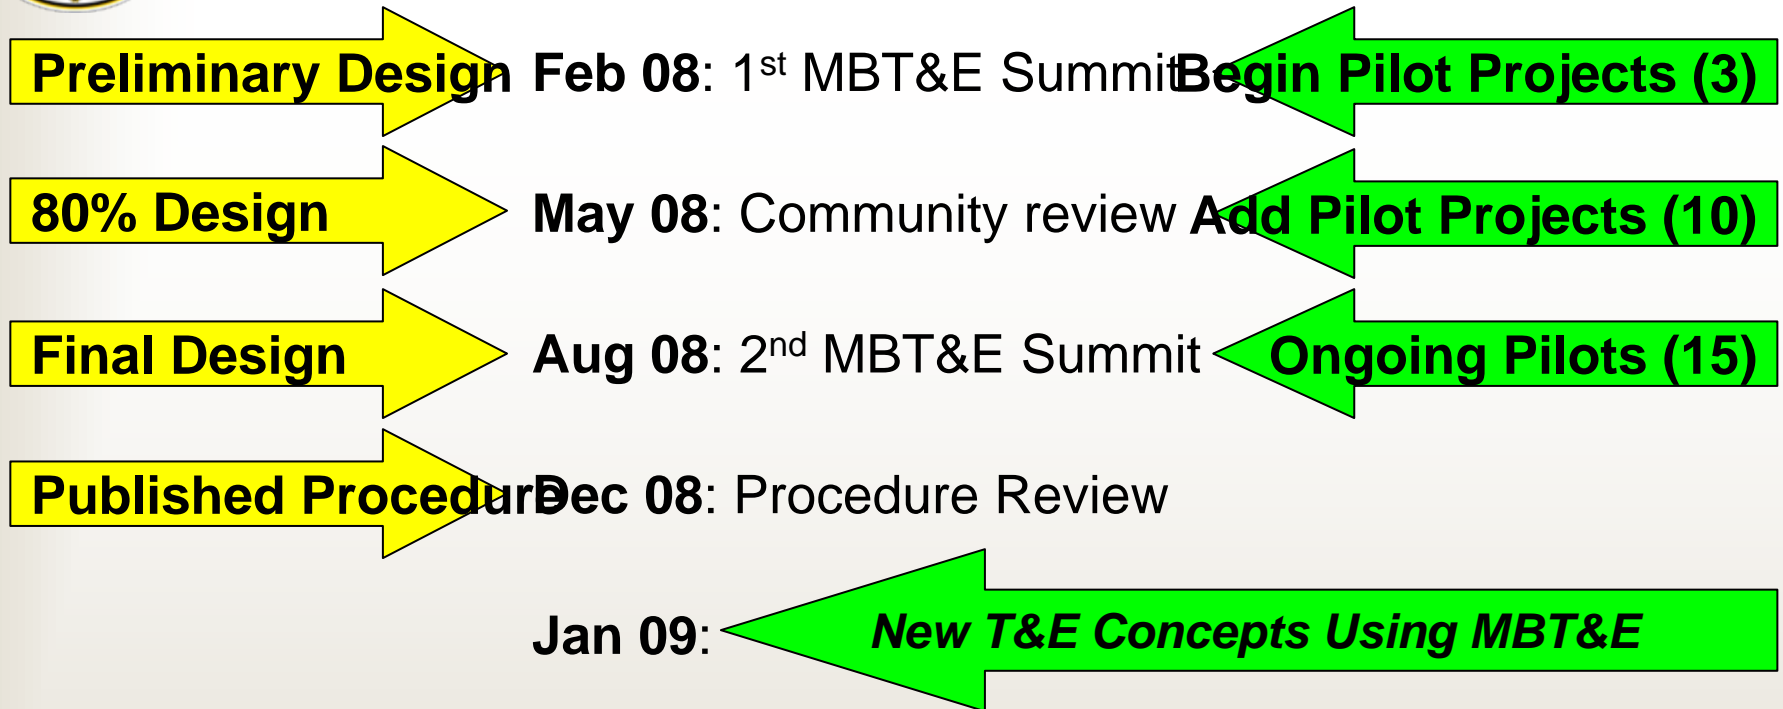 Preliminary Design Feb 08: 1st MBT&E Summit Begin Pilot Projects (3)
80% Design May 08: Community review Add Pilot Projects (10)
Final Design Aug 08: 2nd MBT&E Summit Ongoing Pilots (15)
Published Procedure Dec 08: Procedure Review
Jan 09: New T&E Concepts Using MBT&E